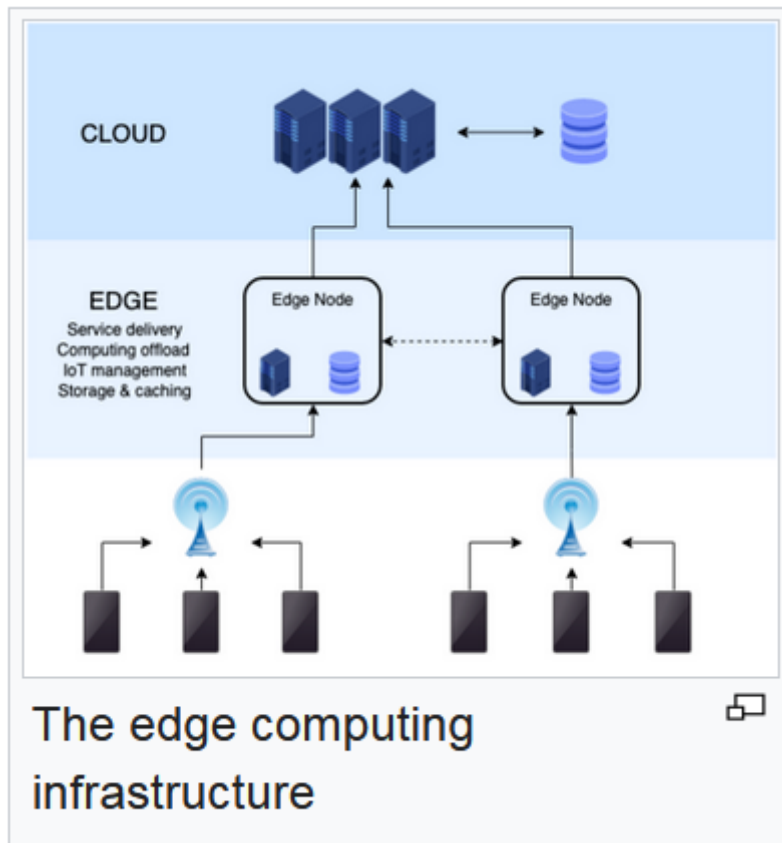 CLOUD
EDGE
Service delivery
Computing offload
IoT management
Storage & caching
Edge Node
Edge Node
The edge computing
infrastructure